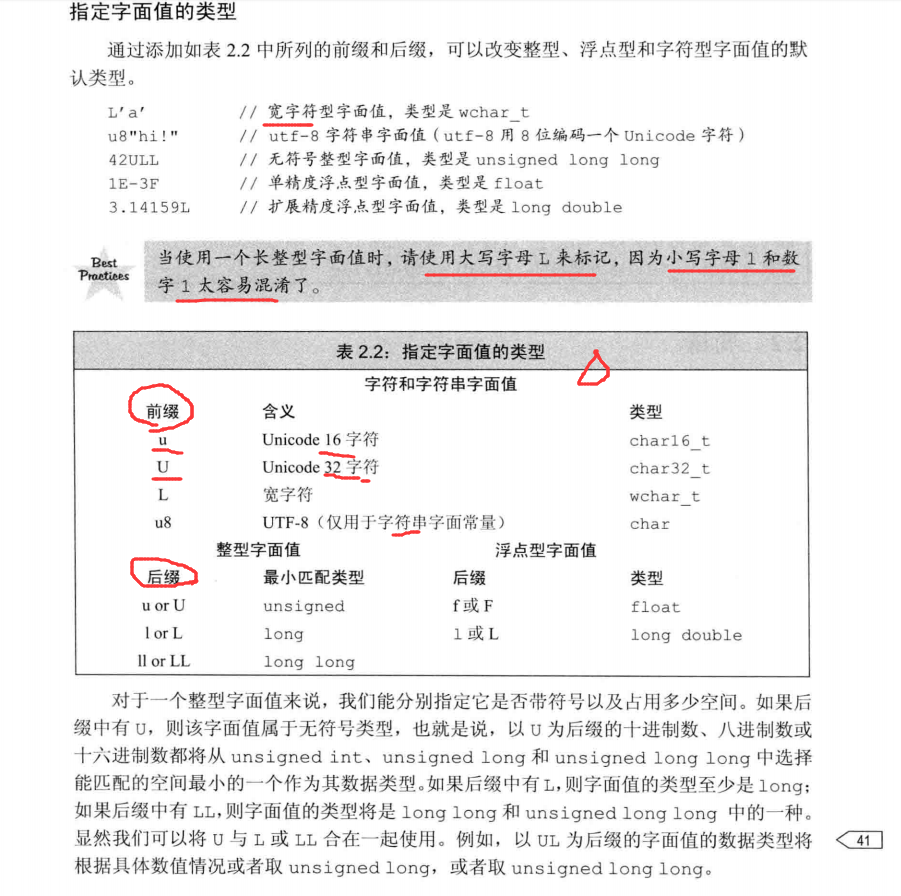 指定字面值的类型
通过添加如表 2.2 中所列的前缀和后缀，可以改变整型、浮点型和字符型字面值的默
认类型。
L'a' // 宽字符型字面值，类型是 wchar_t
u8"hi!" // utf-8 字符串字面值（utf-8 用 8 位编码一个 Unicode 字符）
42ULL // 无符号整型字面值，类型是 unsigned long long
1E-3F // 单精度浮点型字面值，类型是 float
3.14159L // 扩展精度浮点型字面值，类型是 long double
Best
Practices
当使用一个长整型字面值时，请使用大写字母 L 来标记，因为小写字母 l 和数
字 1 太容易混淆了。
表 2.2：指定字面值的类型
字符和字符串字面值
前缀 含义 类型
u Unicode 16 字符 char16_t
U Unicode 32 字符 char32_t
L 宽字符 wchar_t
u8 UTF-8（仅用于字符串字面常量） char
整型字面值 浮点型字面值
后缀 最小匹配类型 后缀 类型
u or U unsigned f 或 F float
l or L long l 或 L long double
ll or LL long long
对于一个整型字面值来说，我们能分别指定它是否带符号以及占用多少空间。如果后
缀中有 U，则该字面值属于无符号类型，也就是说，以 U 为后缀的十进制数、八进制数或
十六进制数都将从 unsigned int、unsigned long 和 unsigned long long 中选择
能匹配的空间最小的一个作为其数据类型。如果后缀中有 L，则字面值的类型至少是 long；
如果后缀中有 LL，则字面值的类型将是 long long 和 unsigned long long 中的一种。
显然我们可以将 U 与 L 或 LL 合在一起使用。例如，以 UL 为后缀的字面值的数据类型将
根据具体数值情况或者取 unsigned long，或者取 unsigned long long。
41